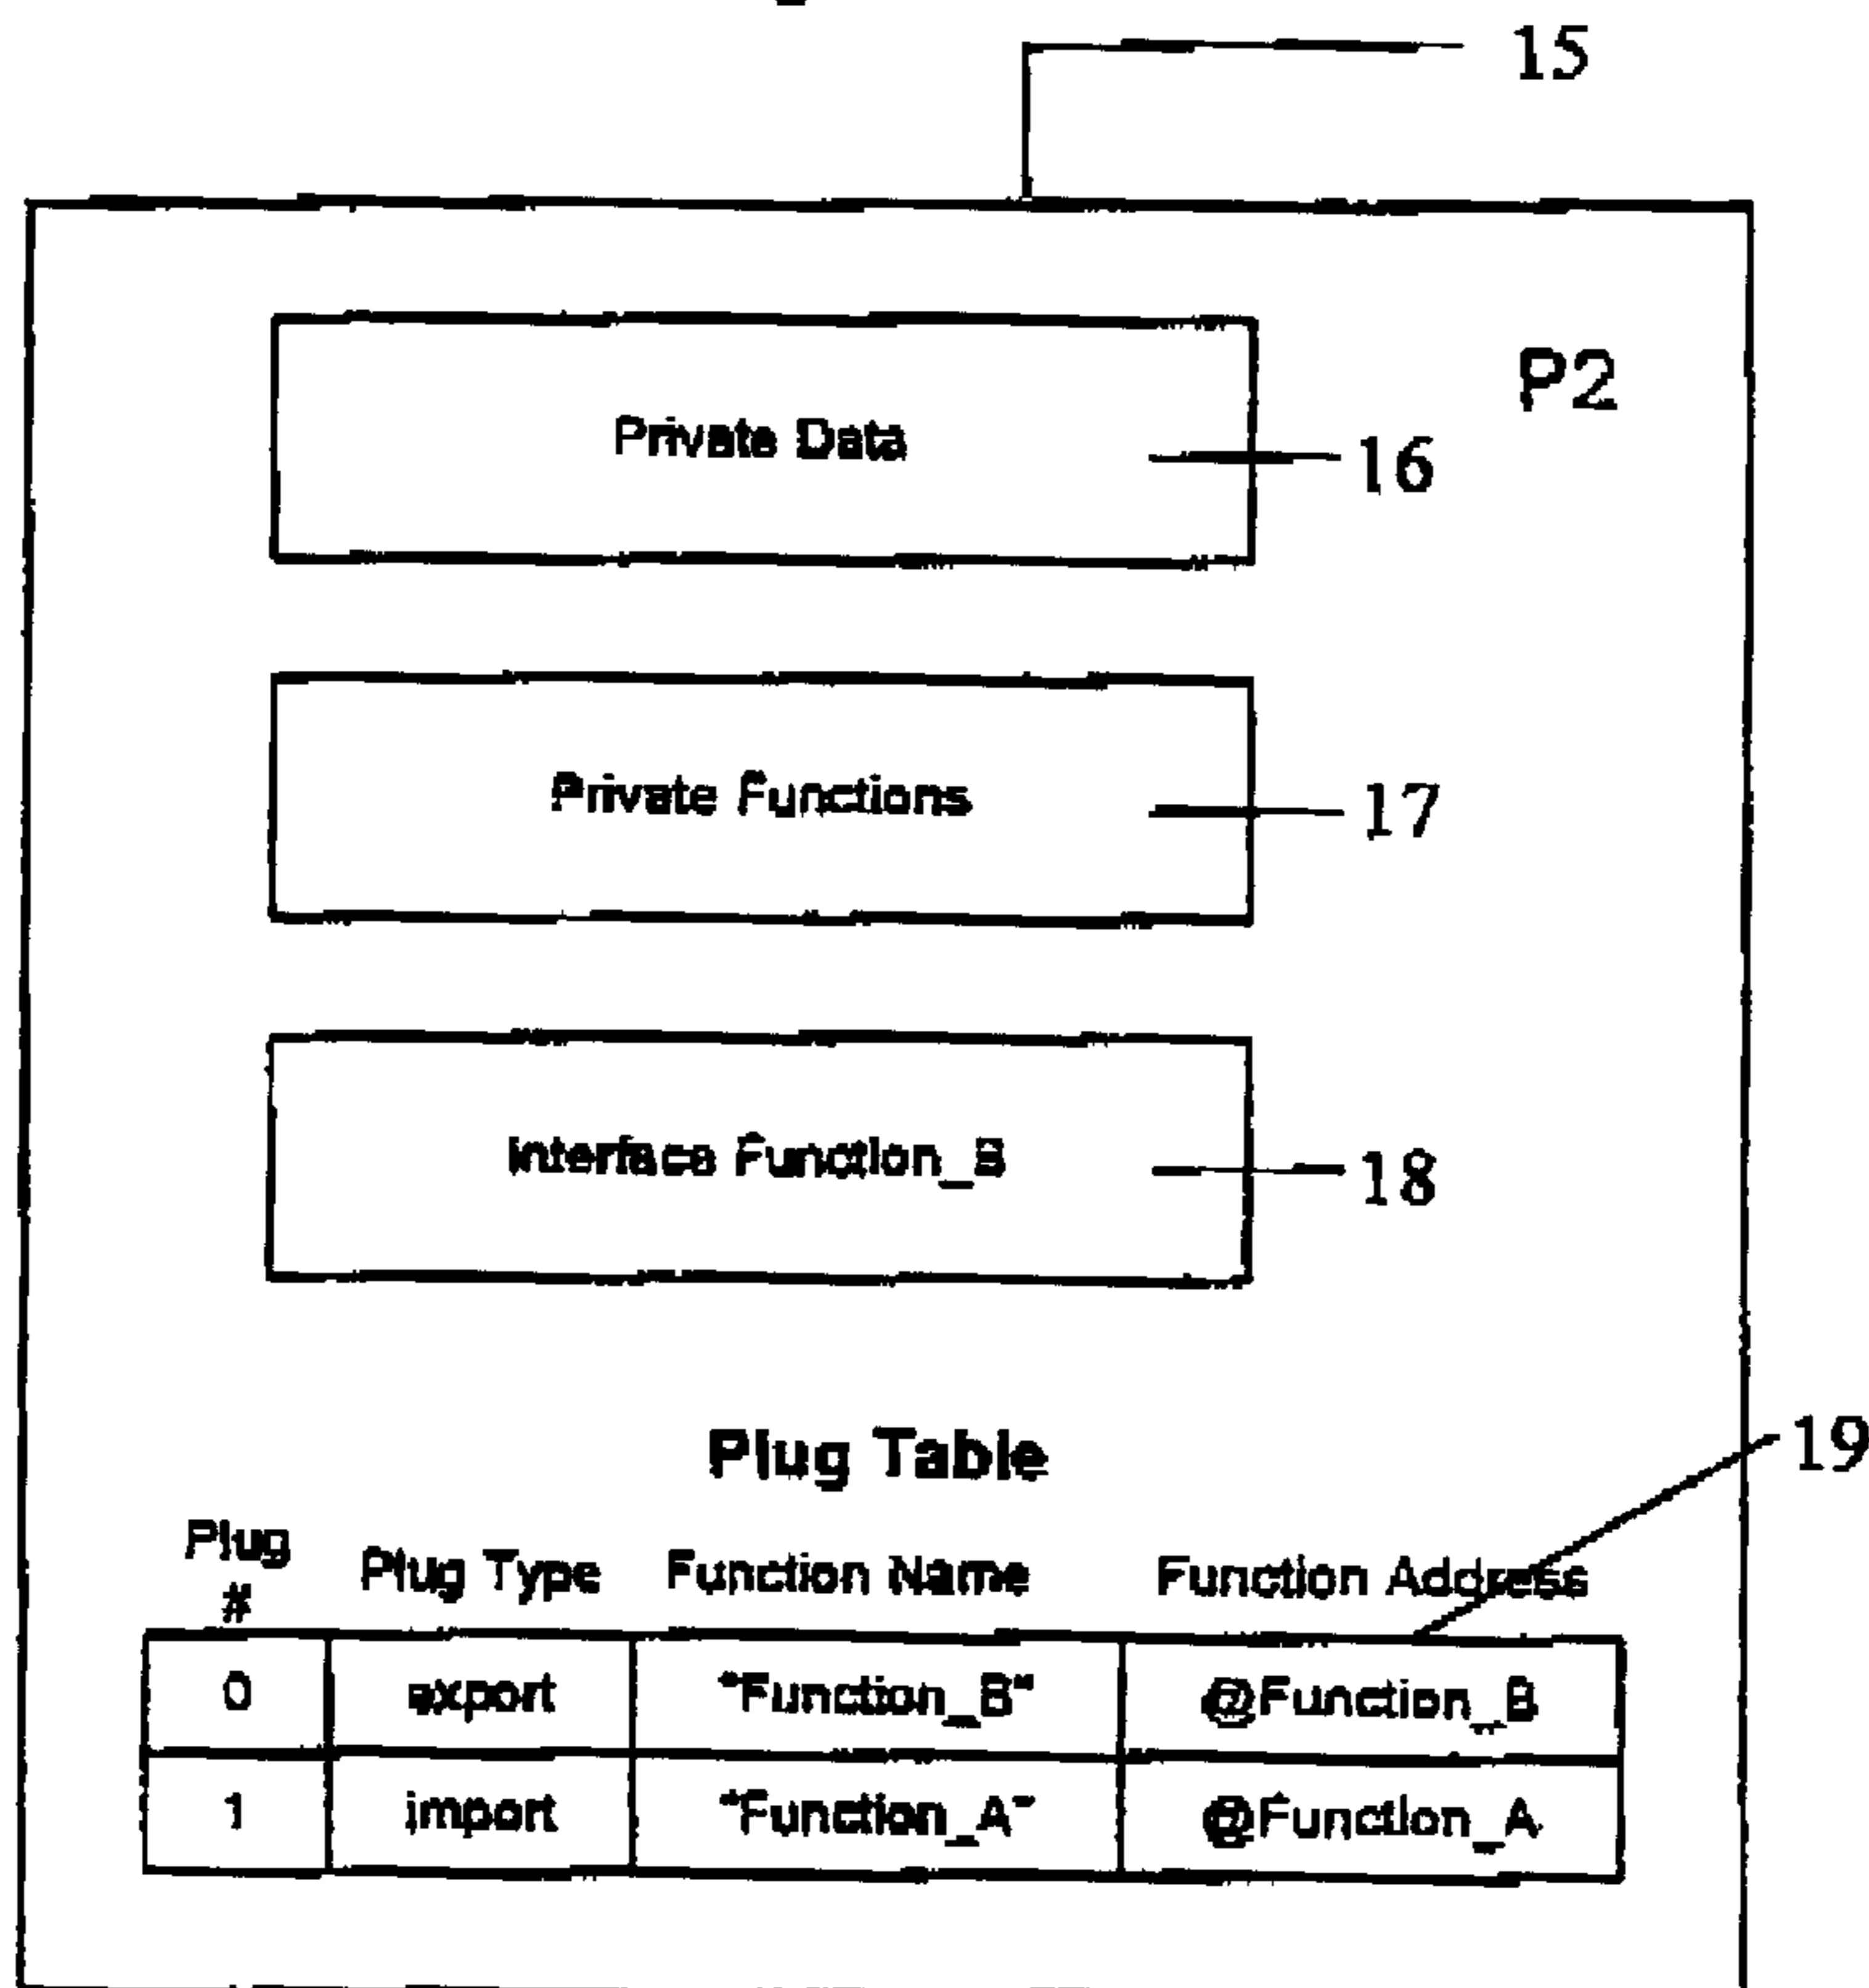 15
P2
Private Data
16
Private Functions
17
Interface Function_B
18
Plug Table
19
Plug # Plug Type Function Name Function Address
0 export "Function_B" @Function_B
1 import "Function_A" @Function_A